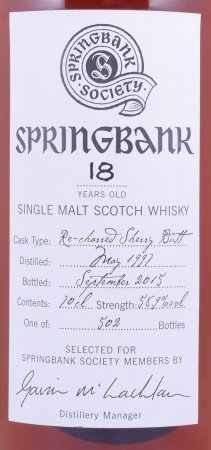 SPRINGBANK
S
SOCIETY
SPRINGBANK
18
YEARS OLD
SINGLE MALT SCOTCH WHISKY
Cask Type: Re-charred Sherry Butt
Distilled: May 1997
Bottled: September 2015
Contents: 70cl Strength: 56.9%vol
One of: 502 Bottles
SELECTED FOR
SPRINGBANK SOCIETY MEMBERS BY
Gavin McLachlan
Distillery Manager